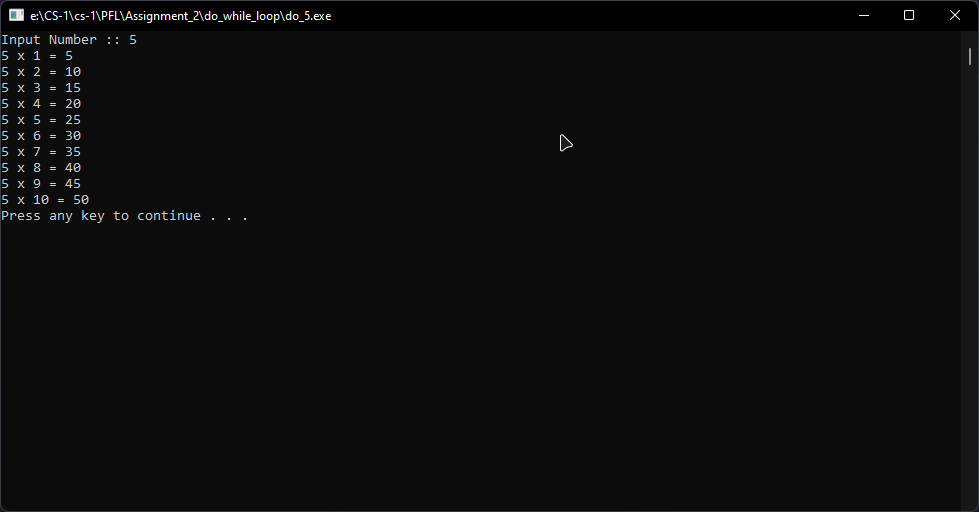 e:\CS-1\cs-1\PFL\Assignment_2\do_while_loop\do_5.exe
Input Number :: 5
5 x 1 = 5
5 x 2 = 10
5 x 3 = 15
5 x 4 = 20
5 x 5 = 25
5 x 6 = 30
5 x 7 = 35
5 x 8 = 40
5 x 9 = 45
5 x 10 = 50
Press any key to continue . . .